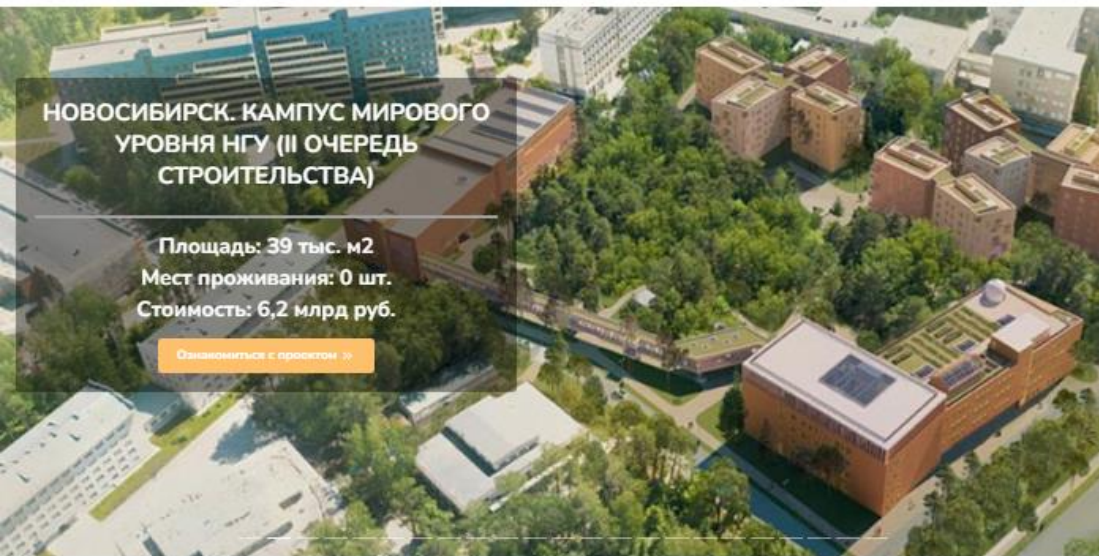 НОВОСИБИРСК. КАМПУС МИРОВОГО
УРОВНЯ НГУ (II ОЧЕРЕДЬ
СТРОИТЕЛЬСТВА)
Площадь: 39 тыс. м2
Мест проживания: 0 шт.
Стоимость: 6,2 млрд руб.
Ознакомиться с проектом »